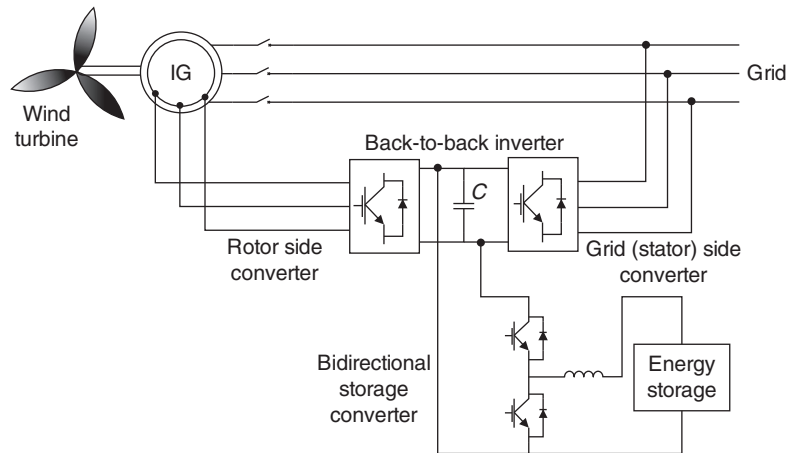 IG
Grid
Wind
turbine
Back-to-back inverter
C
Rotor side
converter
Grid (stator) side
converter
Bidirectional
storage
converter
Energy
storage